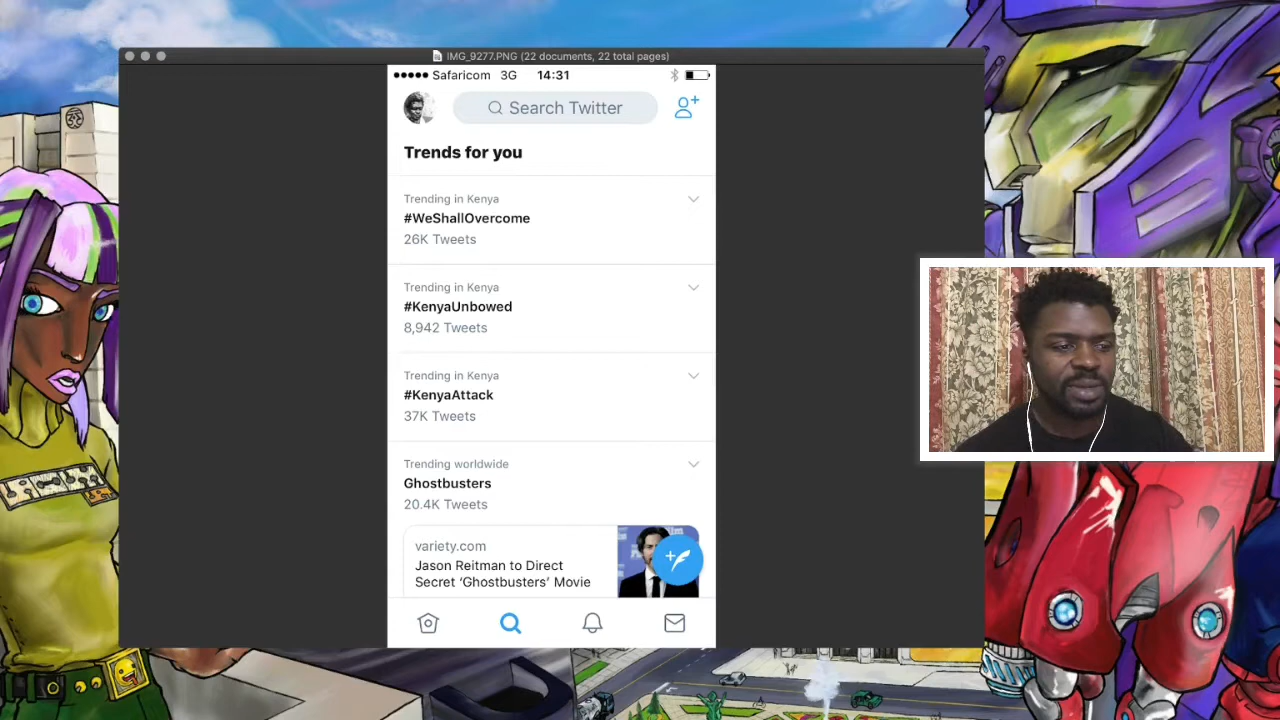 IMG_9277.PNG (22 documents, 22 total pages)
Safaricom 3G 14:31
Search Twitter
Trends for you
Trending in Kenya
#WeShallOvercome
26K Tweets
Trending in Kenya
#KenyaUnbowed
8,942 Tweets
Trending in Kenya
#KenyaAttack
37K Tweets
Trending worldwide
Ghostbusters
20.4K Tweets
variety.com
Jason Reitman to Direct
Secret ‘Ghostbusters’ Movie